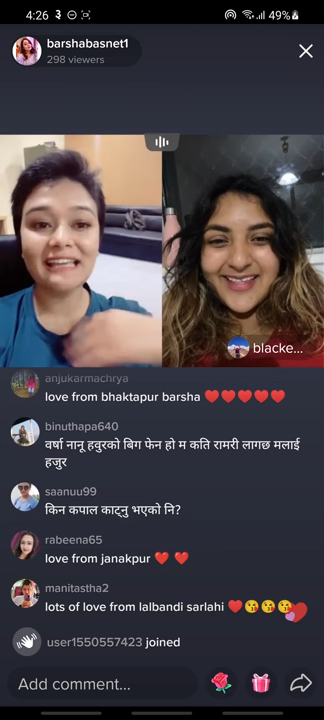 4:26
49%
barshabasnet1
298 viewers
blacke...
anjukarmachrya
love from bhaktapur barsha ♥️♥️♥️♥️♥️
binuthapa640
वर्षा नानू हवुरको बिग फेन हो म कति रामरी लागछ मलाई
हजुर
saanuu99
किन कपाल काट्नु भएको नि?
rabeena65
love from janakpur ♥️ ♥️
manitastha2
lots of love from lalbandi sarlahi ♥️😘😘😘
user1550557423 joined
Add comment...